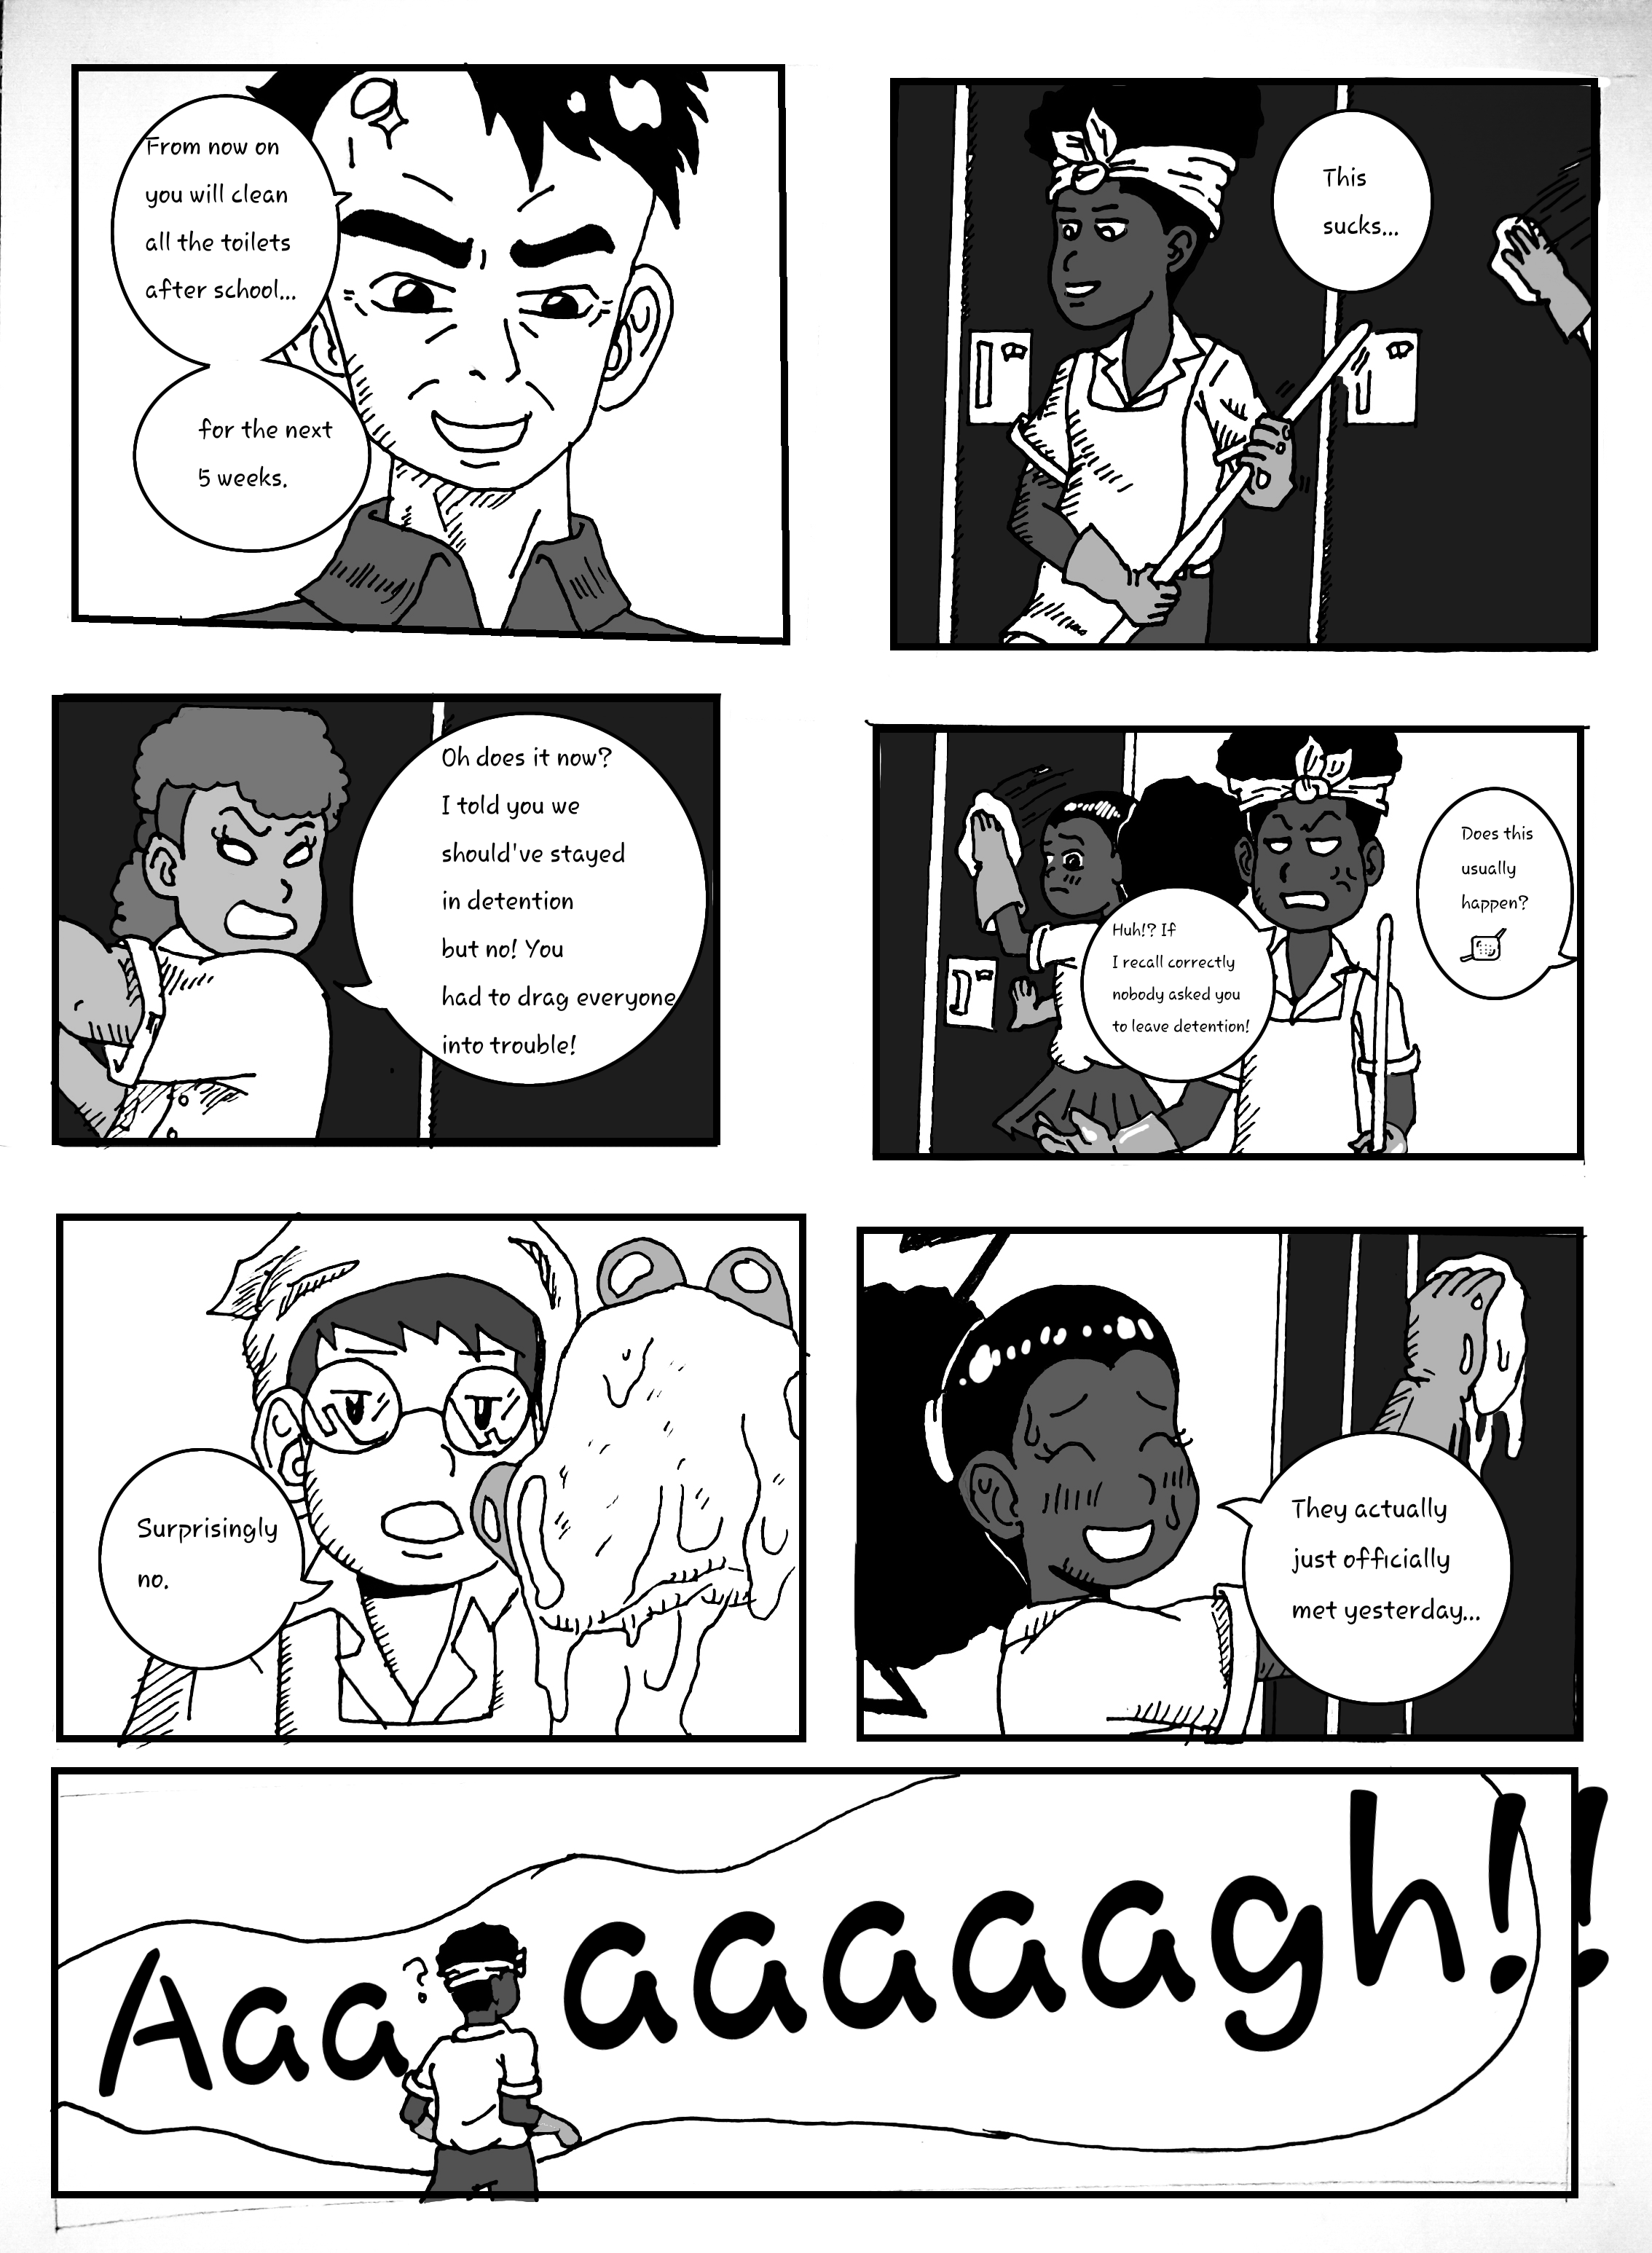 From now on
you will clean
all the toilets
after school...
for the next
5 weeks.
This
sucks...
Oh does it now?
I told you we
should've stayed
in detention
but no! You
had to drag everyone
into trouble!
Huh!? If
I recall correctly
nobody asked you
to leave detention!
Does this
usually
happen?
Surprisingly
no.
They actually
just officially
met yesterday...
Aaa?aaaaagh!!